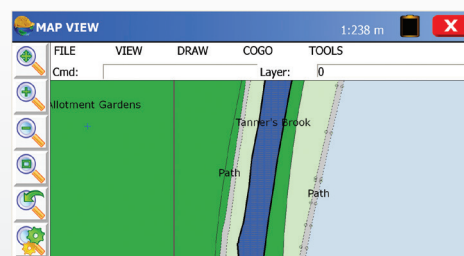 MAP VIEW 1:238 m X
FILE VIEW DRAW COGO TOOLS
Cmd: Layer: 0
Allotment Gardens
Tanner's Brook
Path
Path